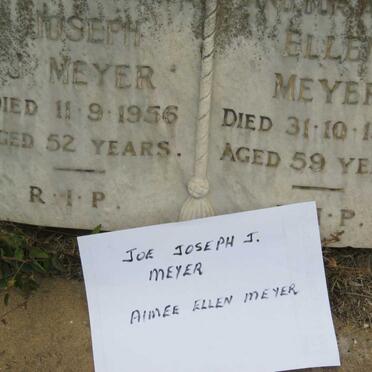 JOSEPH
J MEYER
DIED 11·9·1956
AGED 52 YEARS.
R·I·P.
ELLEN
MEYER
DIED 31·10·1
AGED 59 YE
P.
JOE JOSEPH J.
MEYER
AIMEE ELLEN MEYER